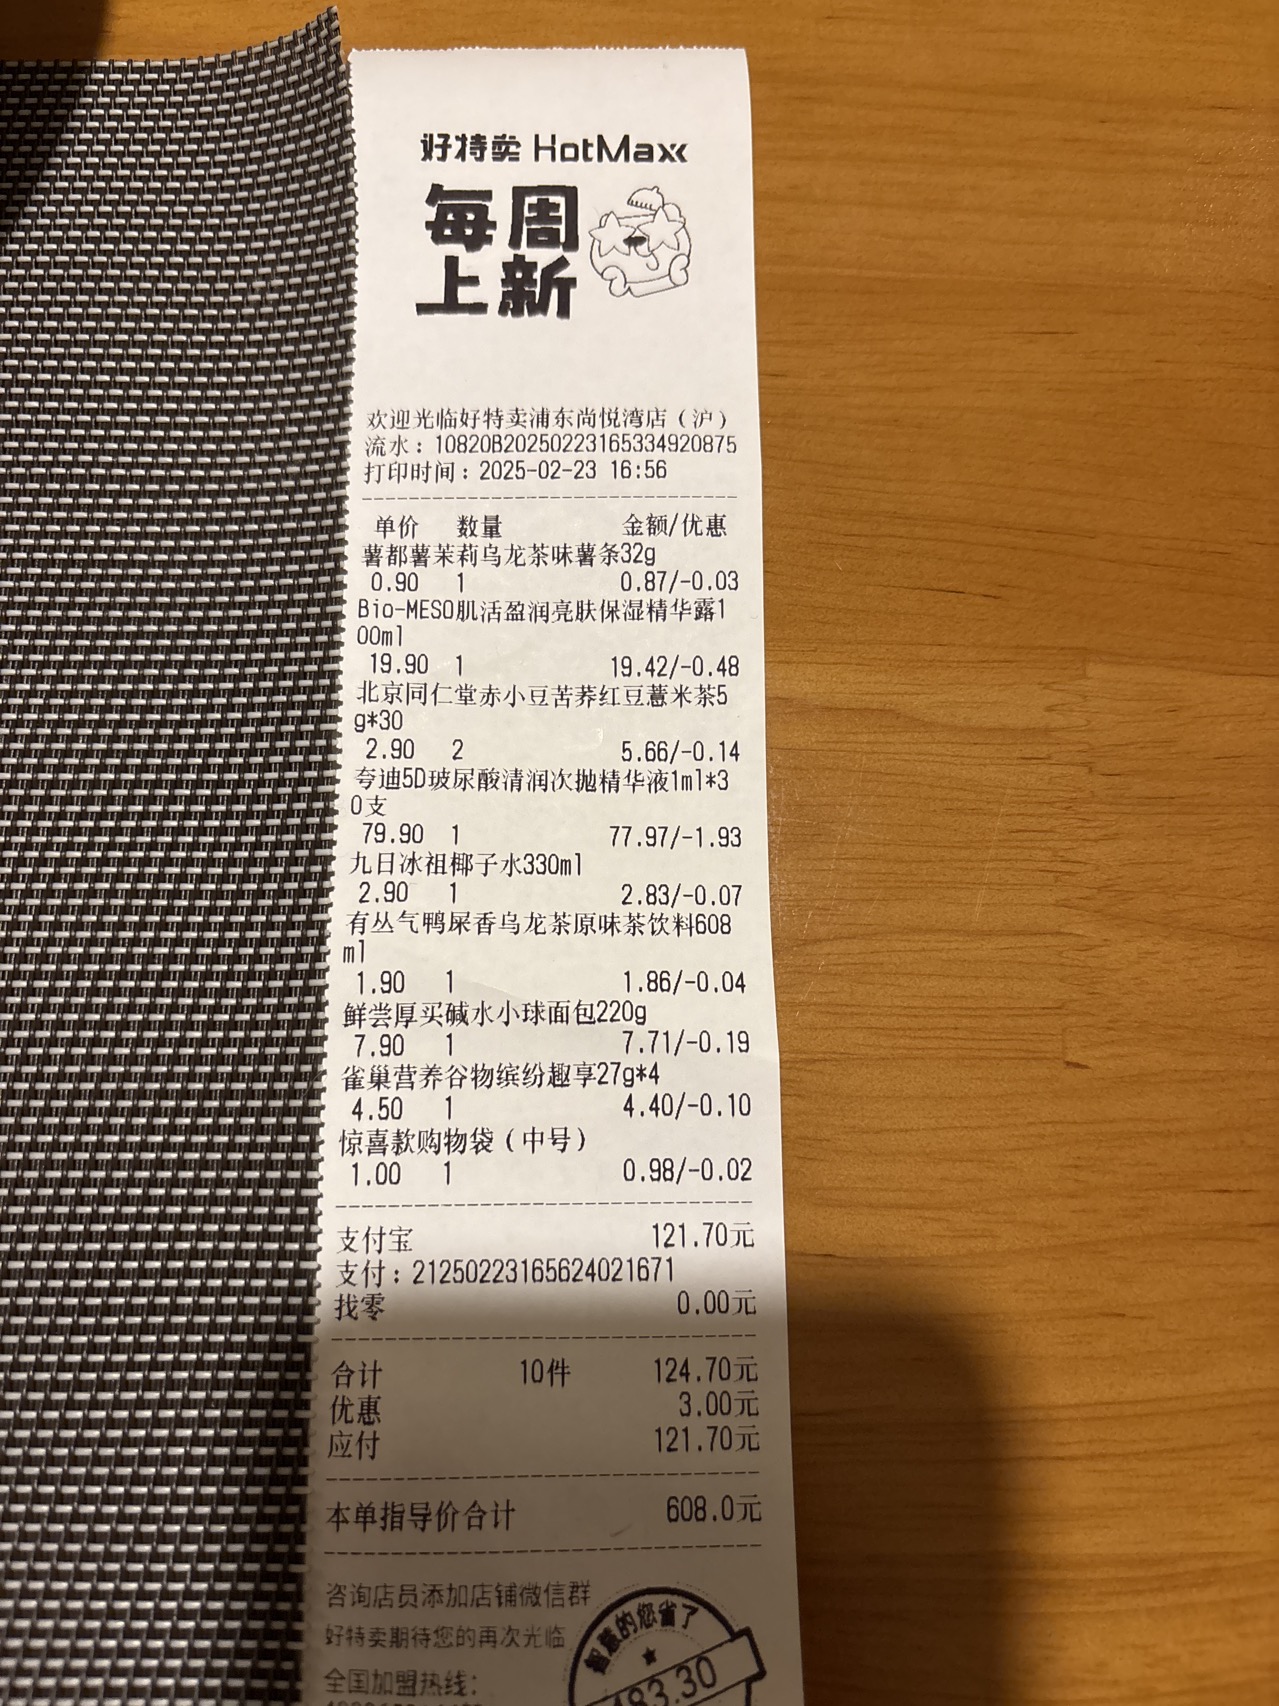 好特卖 HotMaxx
每周
上新
欢迎光临好特卖浦东尚悦湾店（沪）
流水：10820B20250223165334920875
打印时间：2025-02-23 16:56
单价 数量 金额/优惠
薯都薯茉莉乌龙茶味薯条32g
0.90 1 0.87/-0.03
Bio-MESO肌活盈润亮肤保湿精华露1
00ml
19.90 1 19.42/-0.48
北京同仁堂赤小豆苦荞红豆薏米茶5
g*30
2.90 2 5.66/-0.14
夸迪5D玻尿酸清润次抛精华液1ml*3
0支
79.90 1 77.97/-1.93
九日冰祖椰子水330ml
2.90 1 2.83/-0.07
有丛气鸭屎香乌龙茶原味茶饮料608
ml
1.90 1 1.86/-0.04
鲜尝厚买碱水小球面包220g
7.90 1 7.71/-0.19
雀巢营养谷物缤纷趣享27g*4
4.50 1 4.40/-0.10
惊喜款购物袋（中号）
1.00 1 0.98/-0.02
支付宝 121.70元
支付：21250223165624021671
找零 0.00元
合计 10件 124.70元
优惠 3.00元
应付 121.70元
本单指导价合计 608.0元
咨询店员添加店铺微信群
好特卖期待您的再次光临
全国加盟热线：
智慧的您省了
483.30